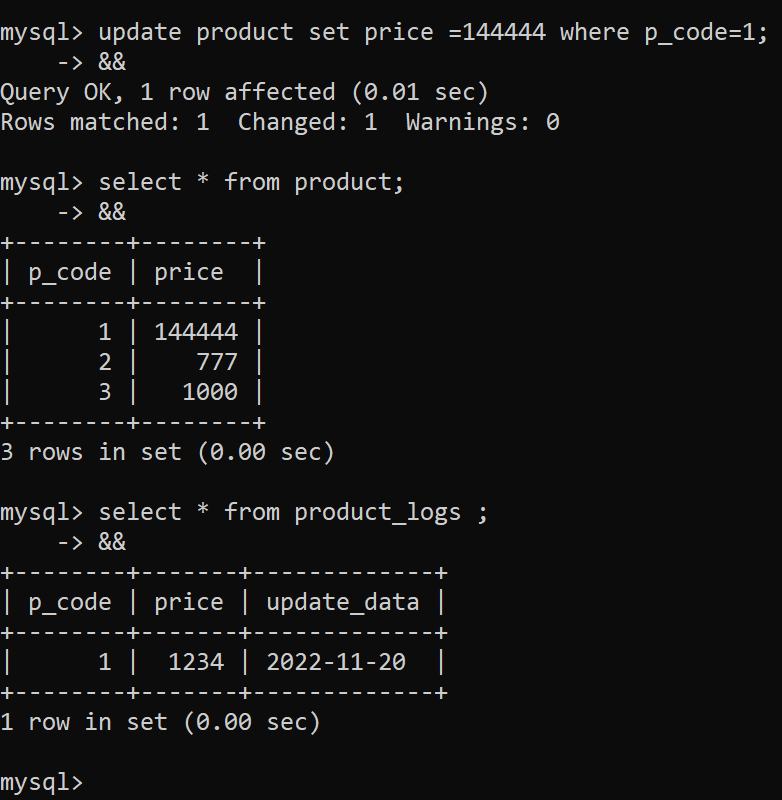 mysql> update product set price =144444 where p_code=1;
    -> &&
Query OK, 1 row affected (0.01 sec)
Rows matched: 1  Changed: 1  Warnings: 0

mysql> select * from product;
    -> &&
+--------+--------+
| p_code | price  |
+--------+--------+
|      1 | 144444 |
|      2 |    777 |
|      3 |   1000 |
+--------+--------+
3 rows in set (0.00 sec)

mysql> select * from product_logs ;
    -> &&
+--------+-------+-------------+
| p_code | price | update_data |
+--------+-------+-------------+
|      1 |  1234 | 2022-11-20  |
+--------+-------+-------------+
1 row in set (0.00 sec)

mysql>